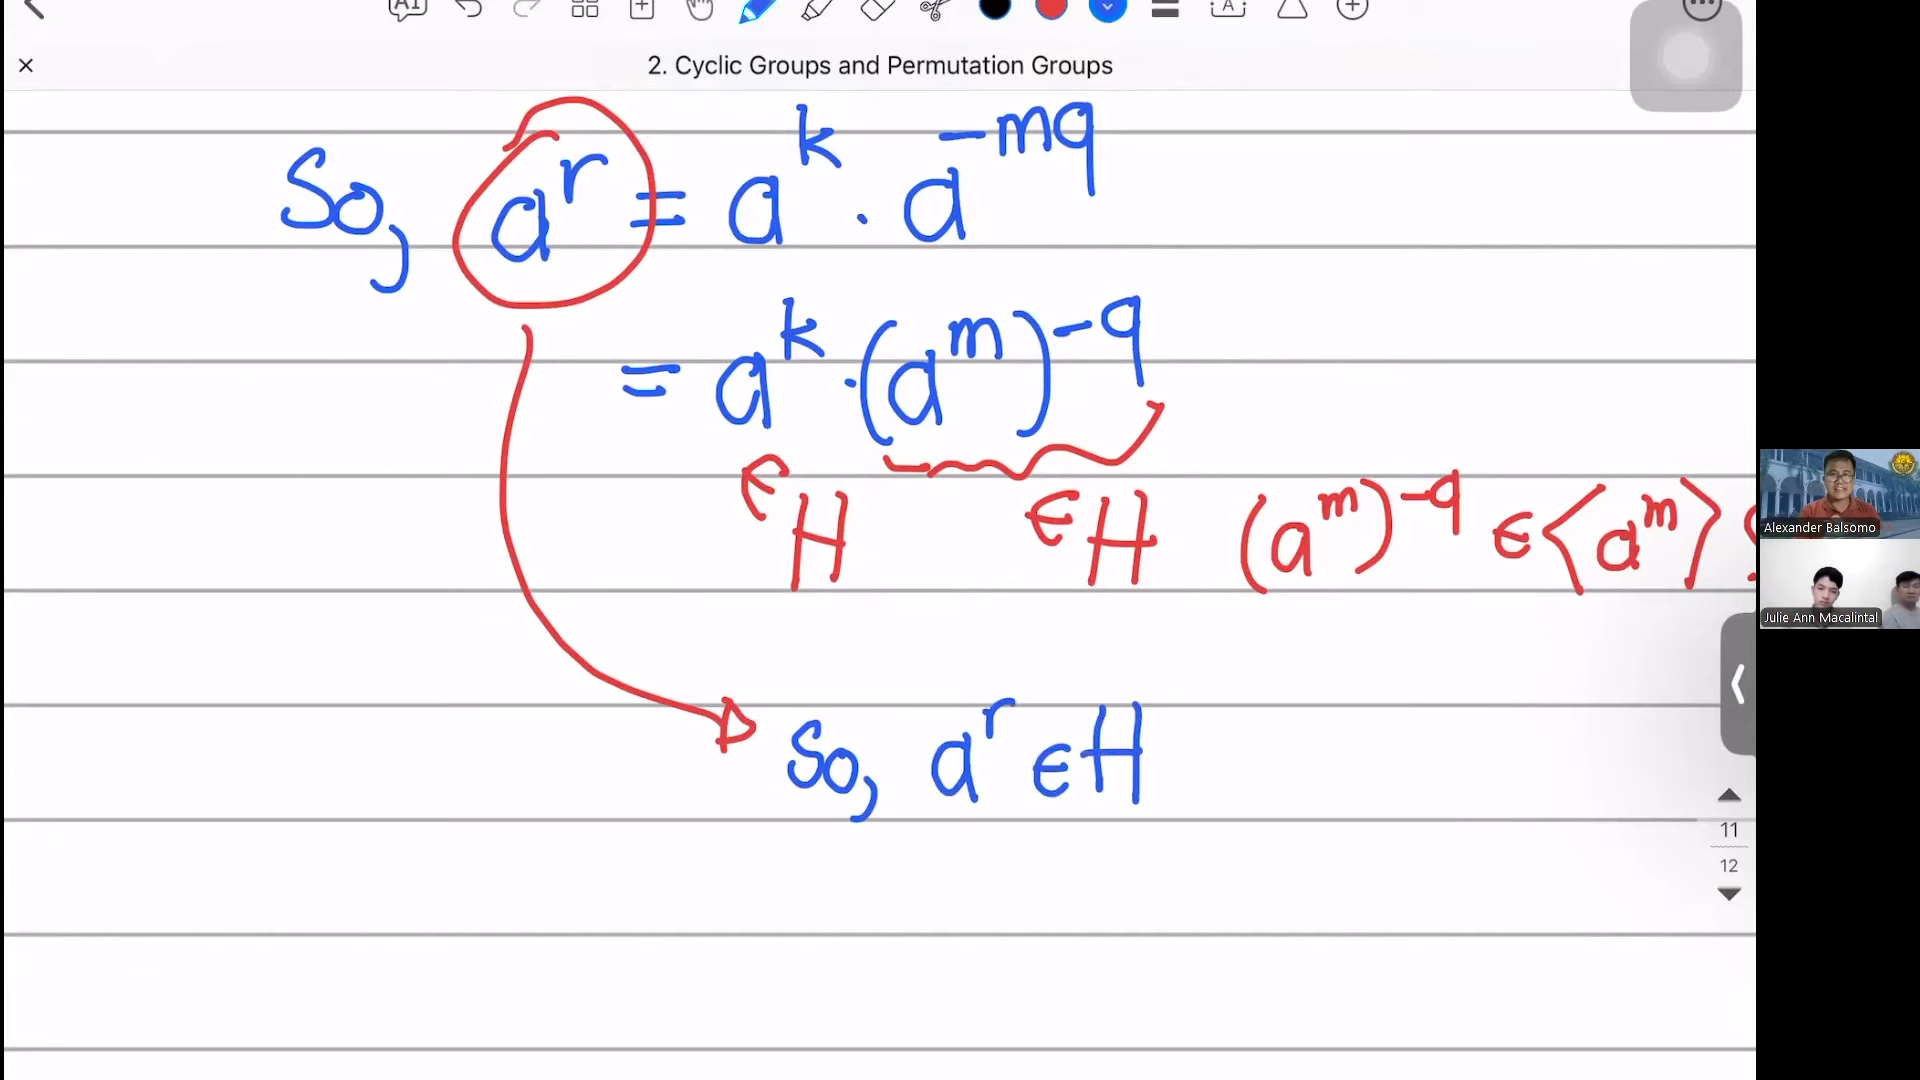 2. Cyclic Groups and Permutation Groups
So, a^r = a^k · a^{-mq}
= a^k · (a^m)^{-q}
∈ H ∈ H (a^m)^{-q} ∈ ⟨a^m⟩
So, a^r ∈ H
Alexander Balsomo
Julie Ann Macalintal
11
12